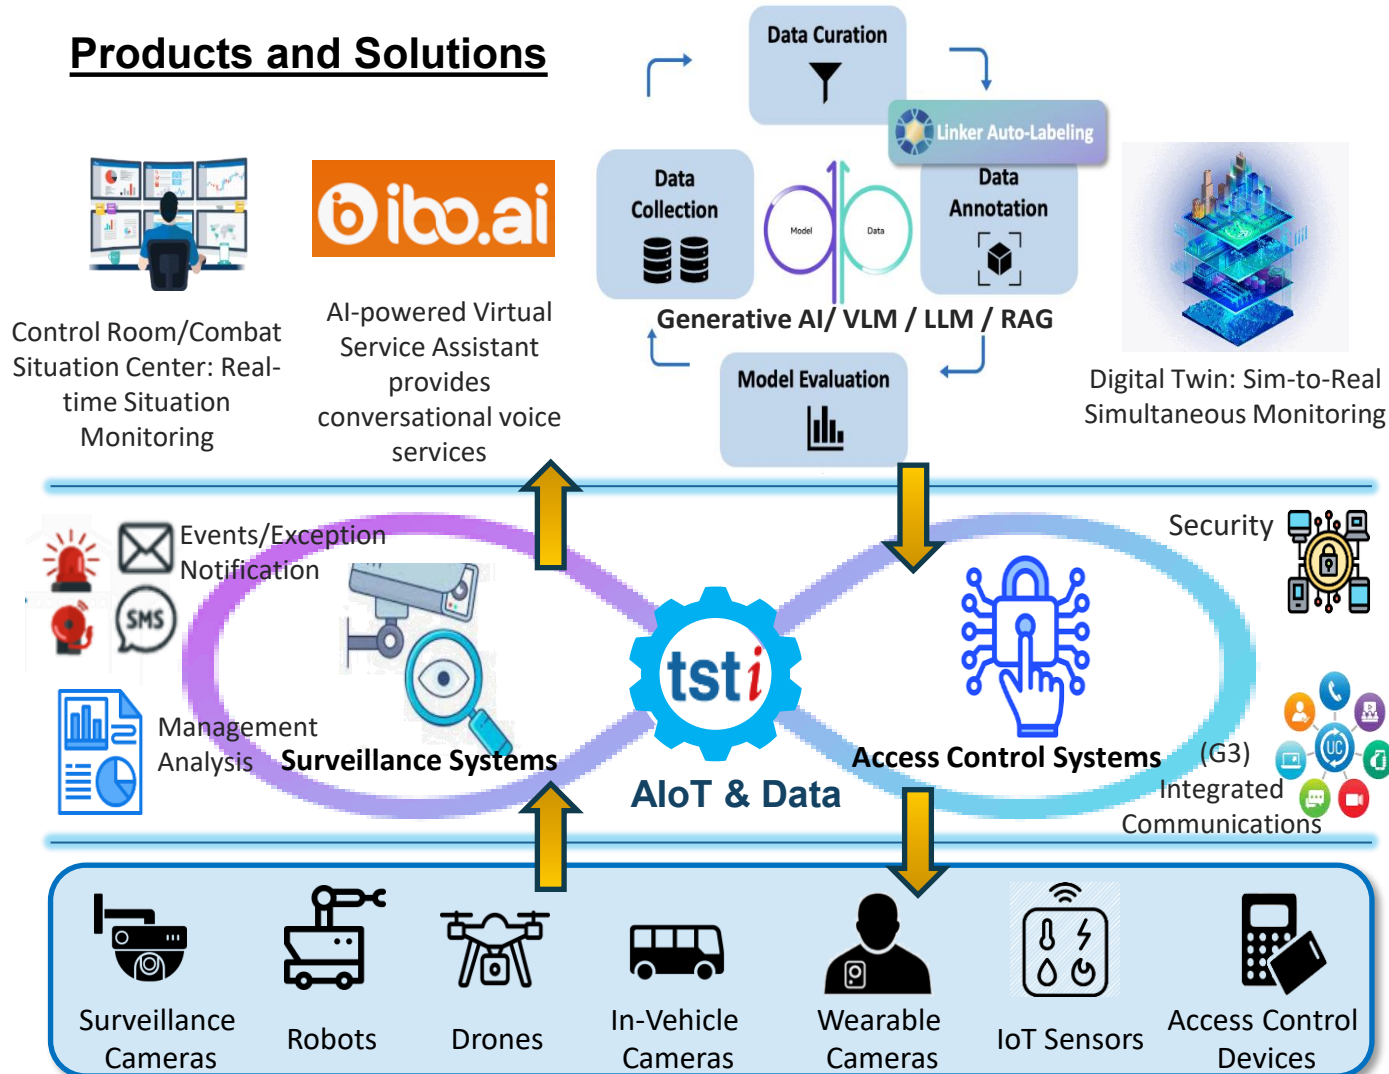 Products and Solutions
Data Curation
Linker Auto-Labeling
Data
Collection
Data
Annotation
Model
Data
Generative AI/ VLM / LLM / RAG
Model Evaluation
ibo.ai
Control Room/Combat
Situation Center: Real-
time Situation
Monitoring
AI-powered Virtual
Service Assistant
provides
conversational voice
services
Digital Twin: Sim-to-Real
Simultaneous Monitoring
Events/Exception
Notification
SMS
Management
Analysis
Surveillance Systems
tsti
AIoT & Data
Access Control Systems
Security
UC
(G3)
Integrated
Communications
Surveillance
Cameras
Robots
Drones
In-Vehicle
Cameras
Wearable
Cameras
IoT Sensors
Access Control
Devices